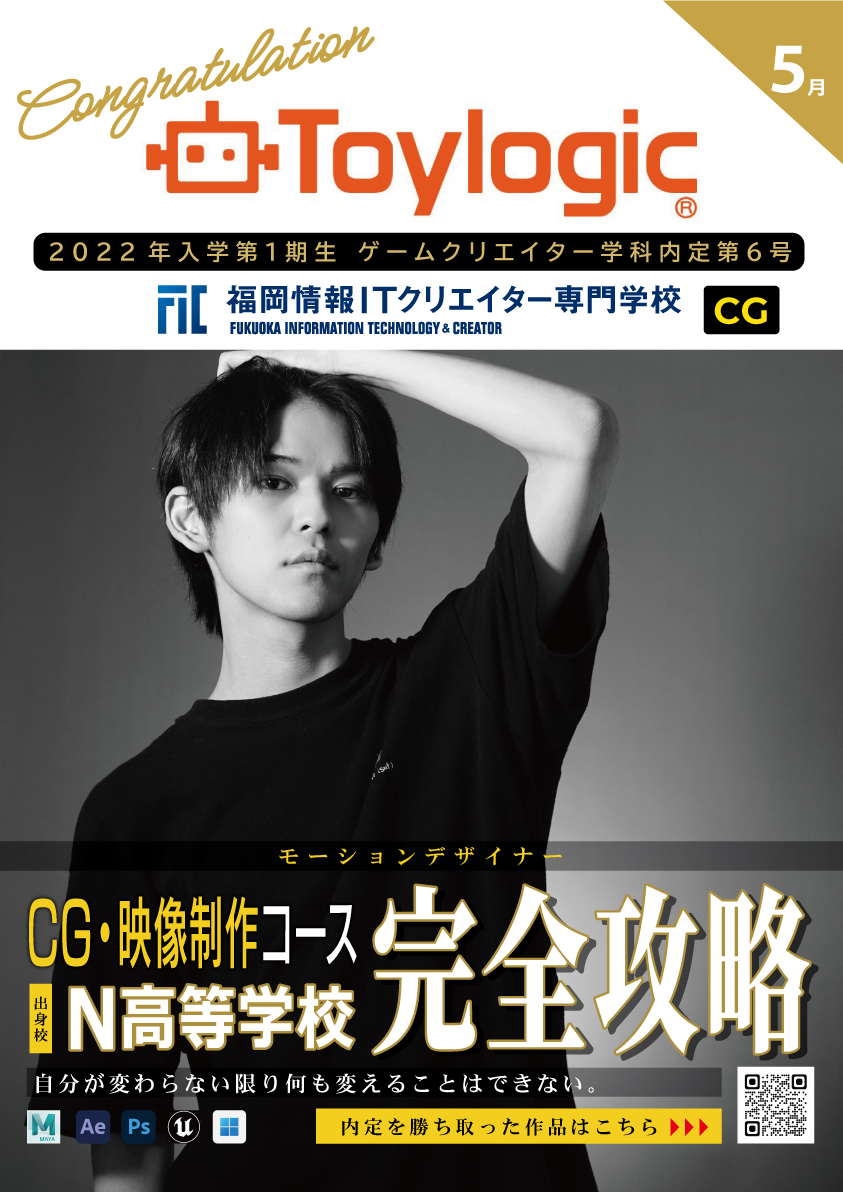 Congratulation
5月
Toylogic®
2022年入学第1期生 ゲームクリエイター学科内定第6号
FIC 福岡情報ITクリエイター専門学校 CG
FUKUOKA INFORMATION TECHNOLOGY & CREATOR
モーションデザイナー
CG・映像制作コース
完全攻略
出身校 N高等学校
自分が変わらない限り何も変えることはできない。
M MAYA Ae Ps
内定を勝ち取った作品はこちら